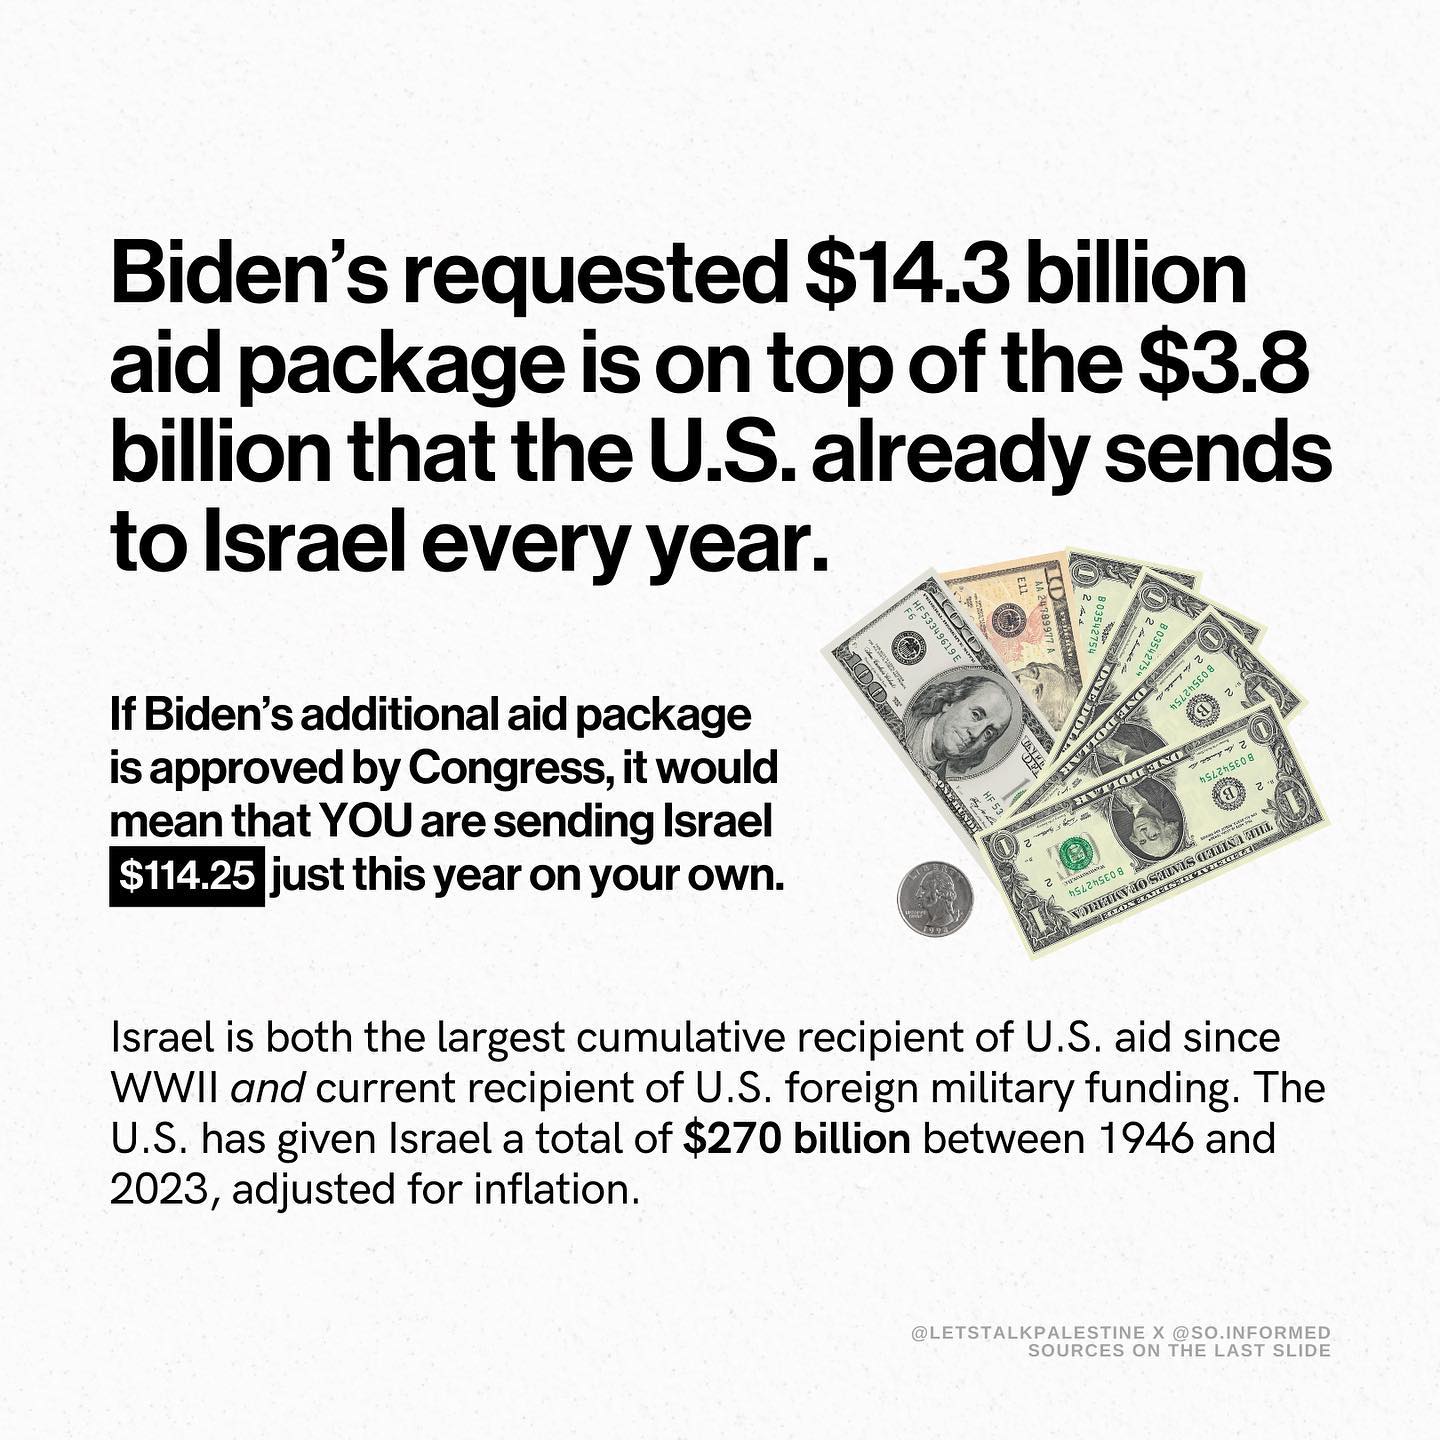 Biden’s requested $14.3 billion
aid package is on top of the $3.8
billion that the U.S. already sends
to Israel every year.
If Biden’s additional aid package
is approved by Congress, it would
mean that YOU are sending Israel
$114.25 just this year on your own.
Israel is both the largest cumulative recipient of U.S. aid since
WWII and current recipient of U.S. foreign military funding. The
U.S. has given Israel a total of $270 billion between 1946 and
2023, adjusted for inflation.
@LETSTALKPALESTINE X @SO.INFORMED
SOURCES ON THE LAST SLIDE